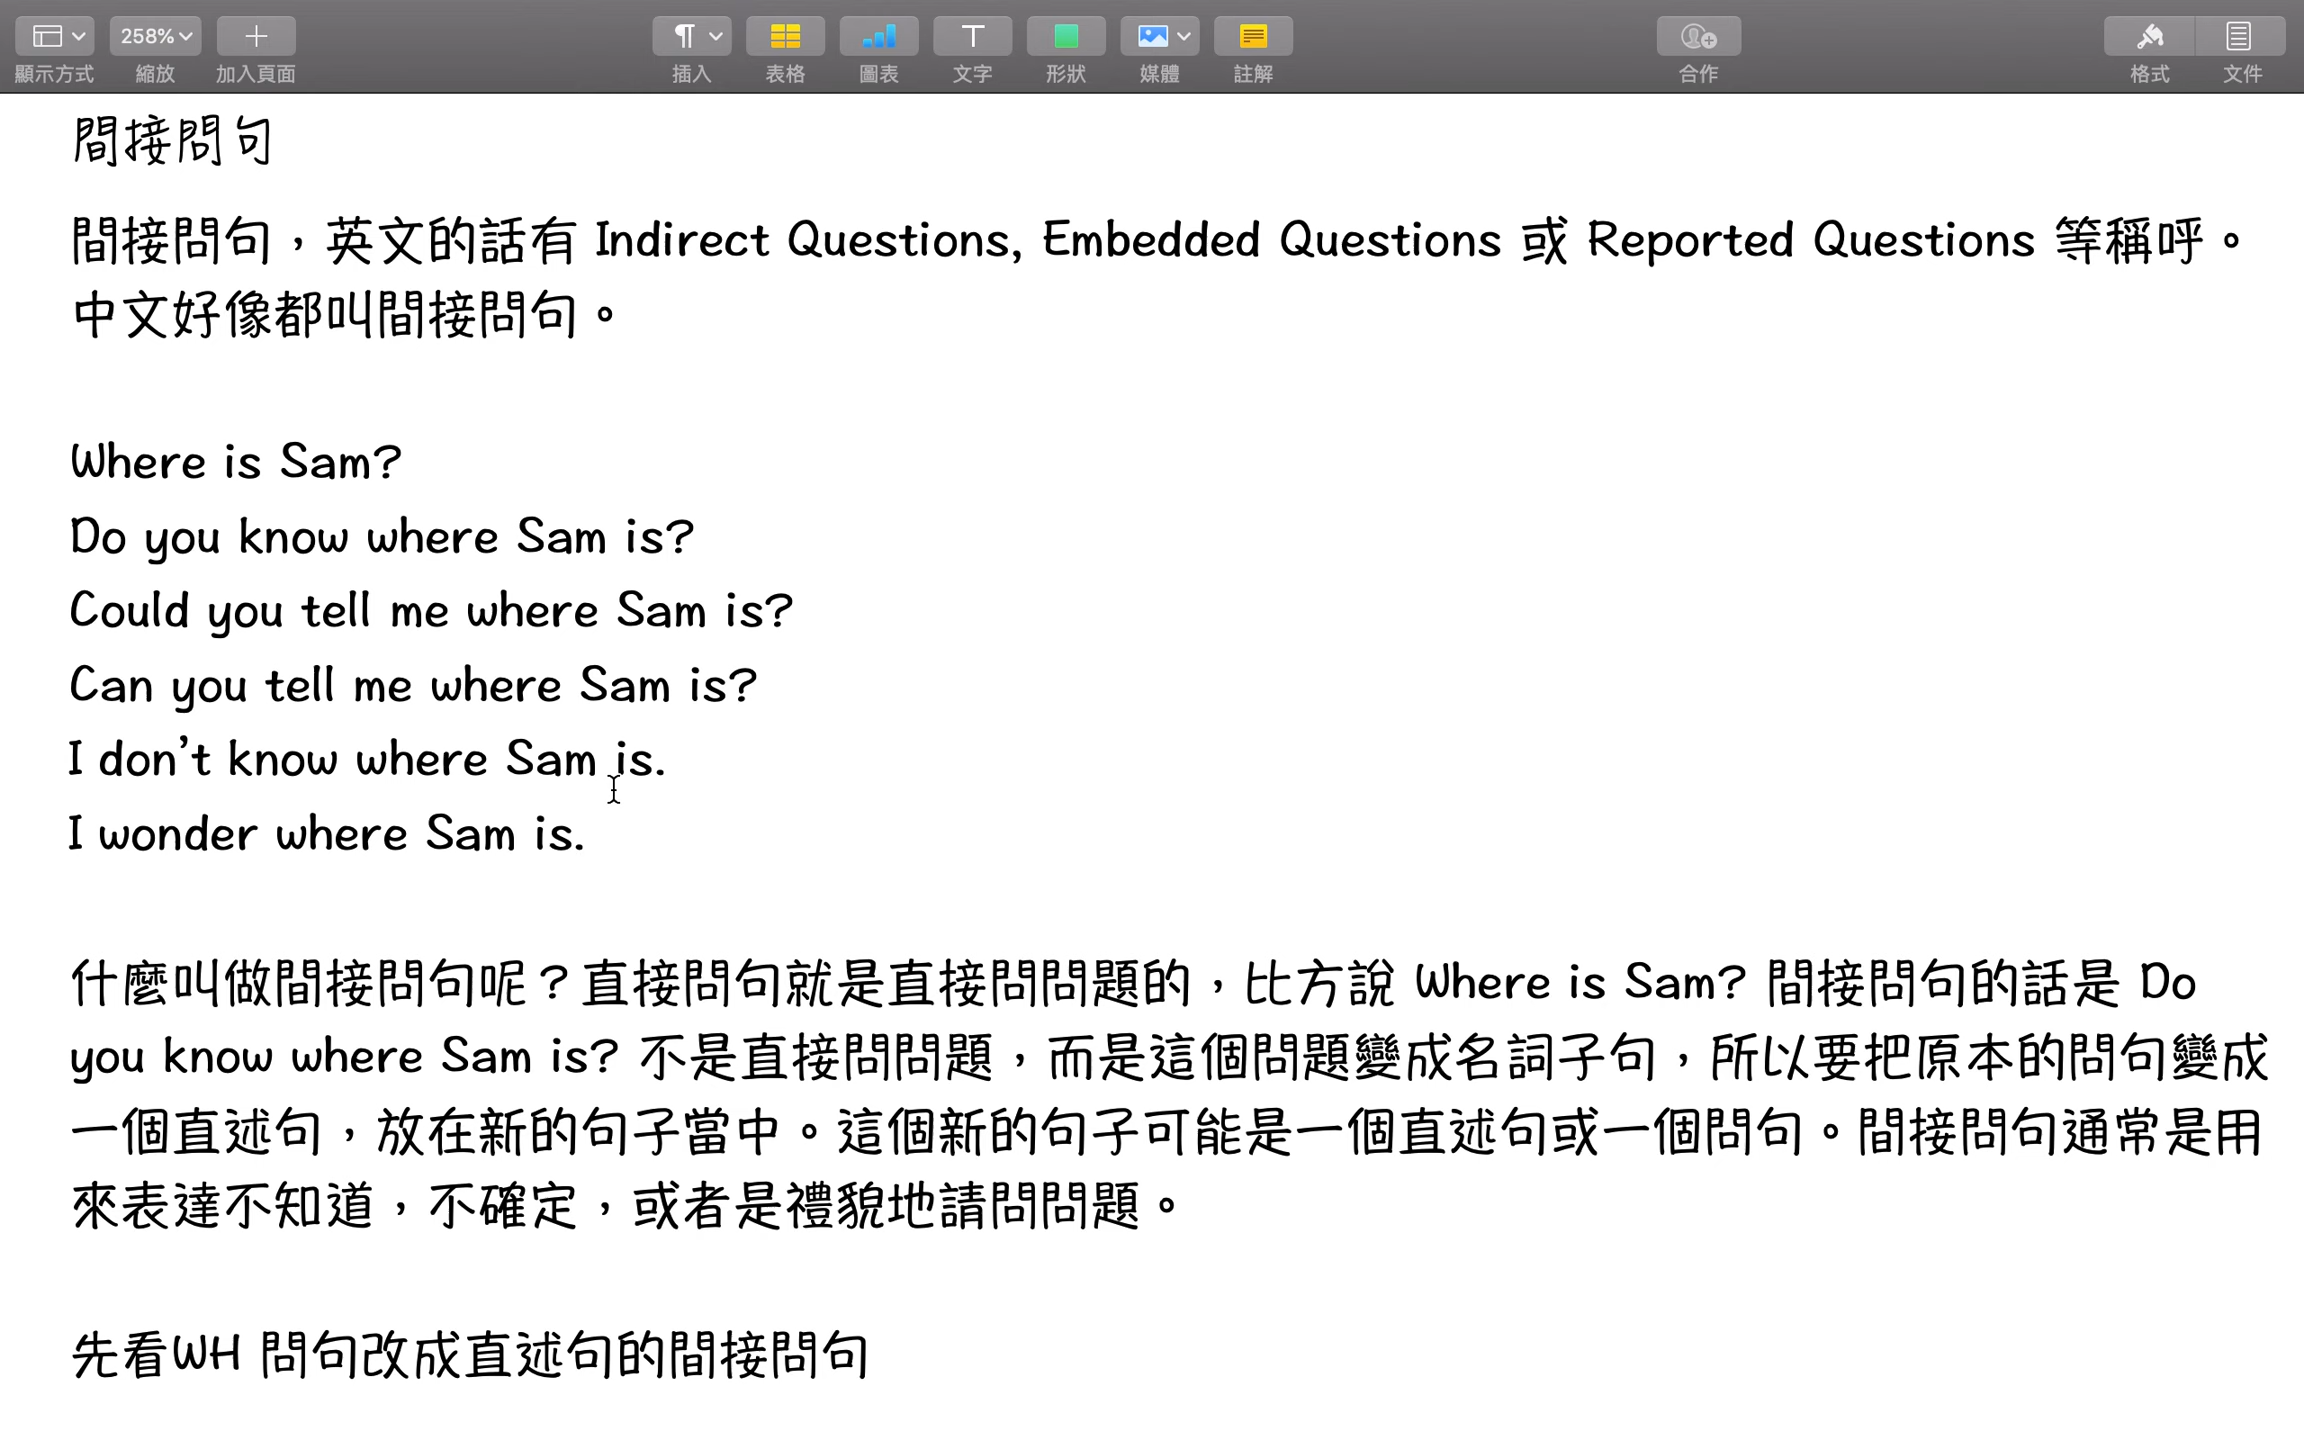 258%
顯示方式 縮放 加入頁面 插入 表格 圖表 文字 形狀 媒體 註解 合作 格式 文件
間接問句
間接問句，英文的話有 Indirect Questions, Embedded Questions 或 Reported Questions 等稱呼。
中文好像都叫間接問句。
Where is Sam?
Do you know where Sam is?
Could you tell me where Sam is?
Can you tell me where Sam is?
I don't know where Sam is.
I wonder where Sam is.
什麼叫做間接問句呢？直接問句就是直接問問題的，比方說 Where is Sam? 間接問句的話是 Do
you know where Sam is? 不是直接問問題，而是這個問題變成名詞子句，所以要把原本的問句變成
一個直述句，放在新的句子當中。這個新的句子可能是一個直述句或一個問句。間接問句通常是用
來表達不知道，不確定，或者是禮貌地請問問題。
先看WH 問句改成直述句的間接問句